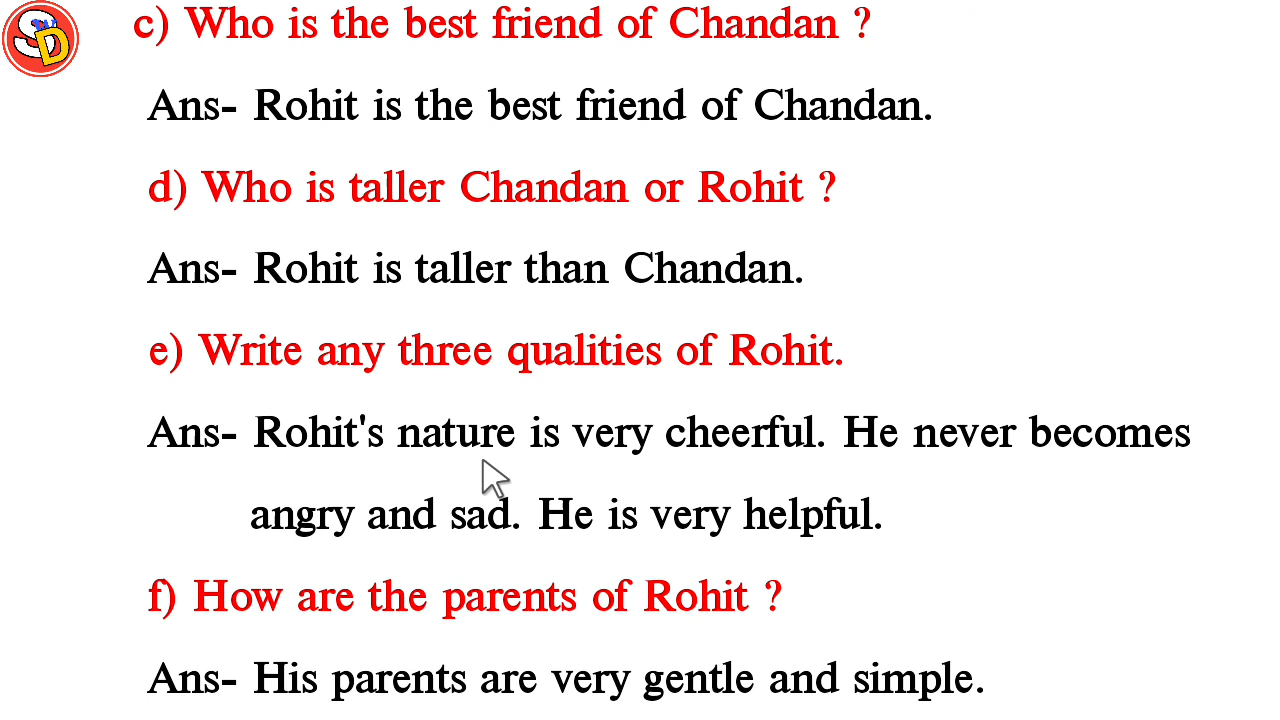 c) Who is the best friend of Chandan ?
Ans- Rohit is the best friend of Chandan.
d) Who is taller Chandan or Rohit ?
Ans- Rohit is taller than Chandan.
e) Write any three qualities of Rohit.
Ans- Rohit's nature is very cheerful. He never becomes
angry and sad. He is very helpful.
f) How are the parents of Rohit ?
Ans- His parents are very gentle and simple.